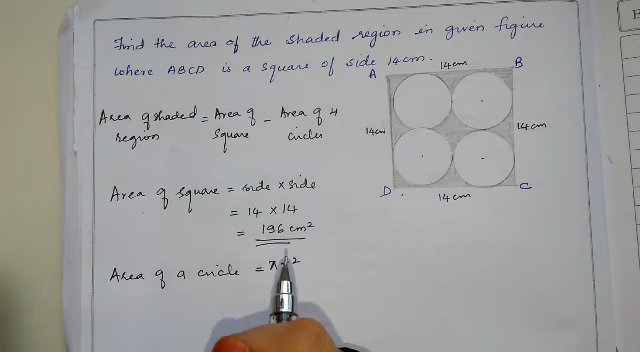 Find the area of the shaded region in given figure
where ABCD is a square of side 14cm.
A 14cm B
Area of shaded region = Area of square - Area of 4 circles
14cm 14cm
D C
14cm
Area of square = side × side
= 14 × 14
= 196 cm²
Area of a circle = πr²